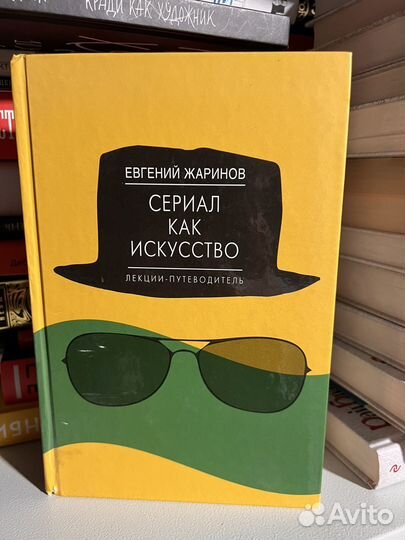 КРАДИ КАК ХУДОЖНИК
ЕВГЕНИЙ ЖАРИНОВ
СЕРИАЛ
КАК
ИСКУССТВО
ЛЕКЦИИ-ПУТЕВОДИТЕЛЬ
Avito